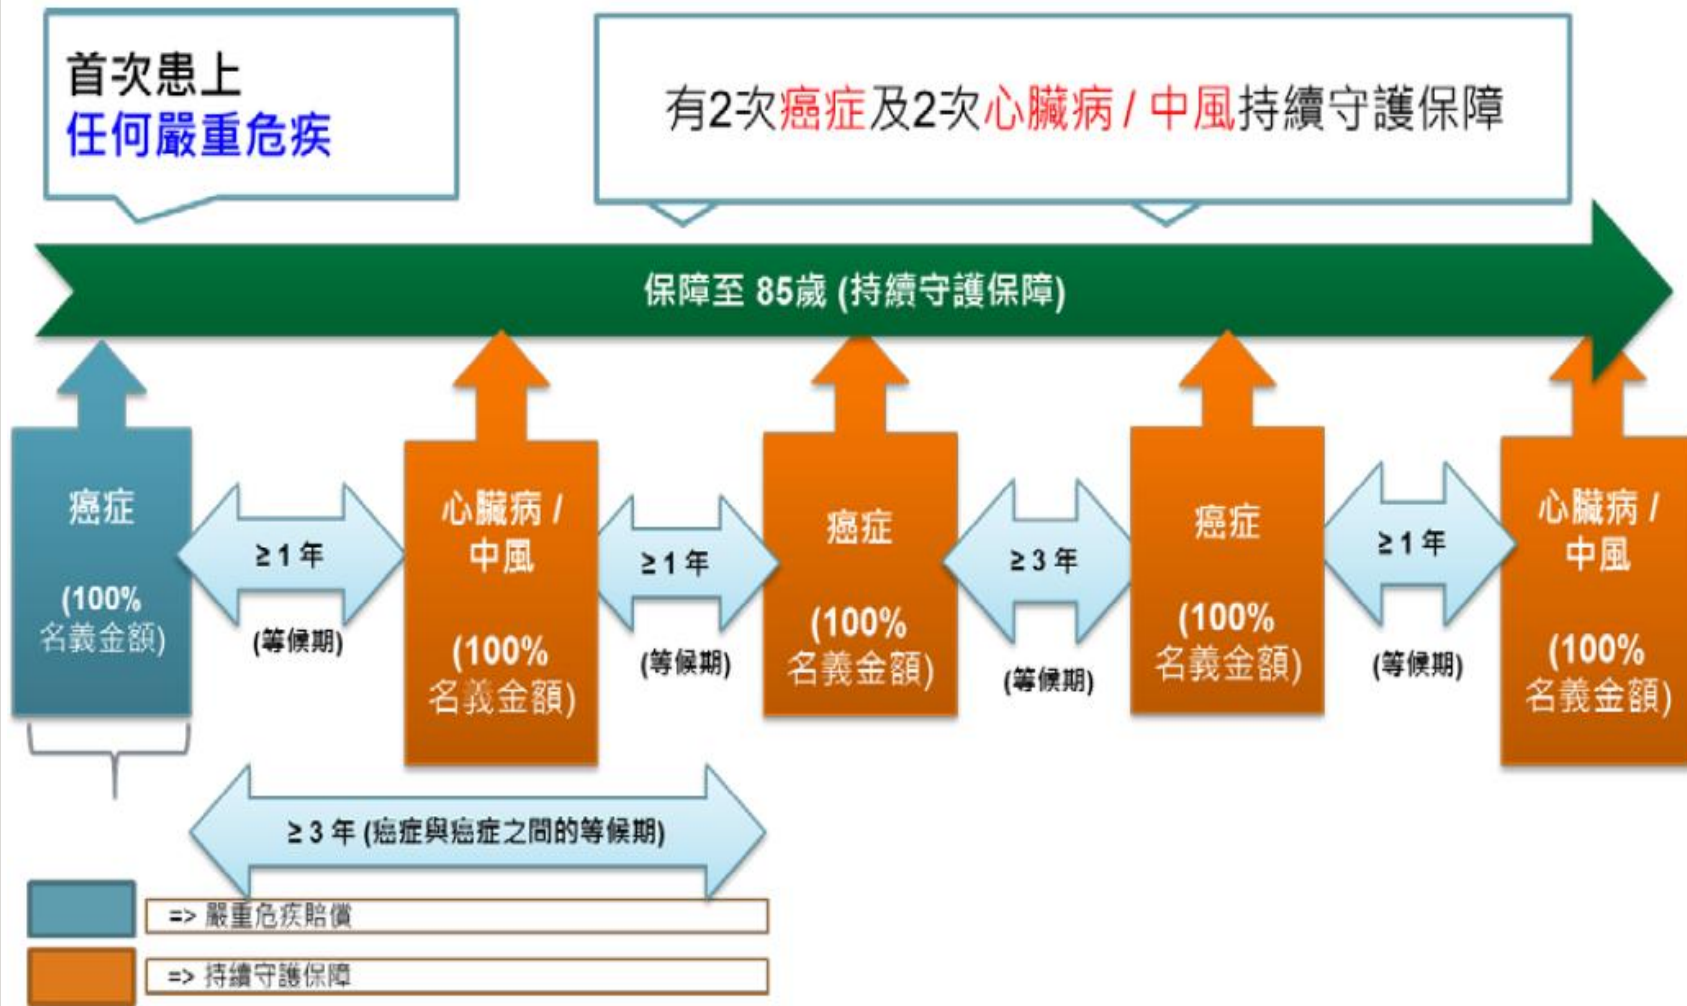 首次患上
任何嚴重危疾
有2次癌症及2次心臟病 / 中風持續守護保障
保障至 85歲 (持續守護保障)
癌症
(100%
名義金額)
≥ 1 年
(等候期)
心臟病 /
中風
(100%
名義金額)
≥ 1 年
(等候期)
癌症
(100%
名義金額)
≥ 3 年
(等候期)
癌症
(100%
名義金額)
≥ 1 年
(等候期)
心臟病 /
中風
(100%
名義金額)
≥ 3 年 (癌症與癌症之間的等候期)
=> 嚴重危疾賠償
=> 持續守護保障